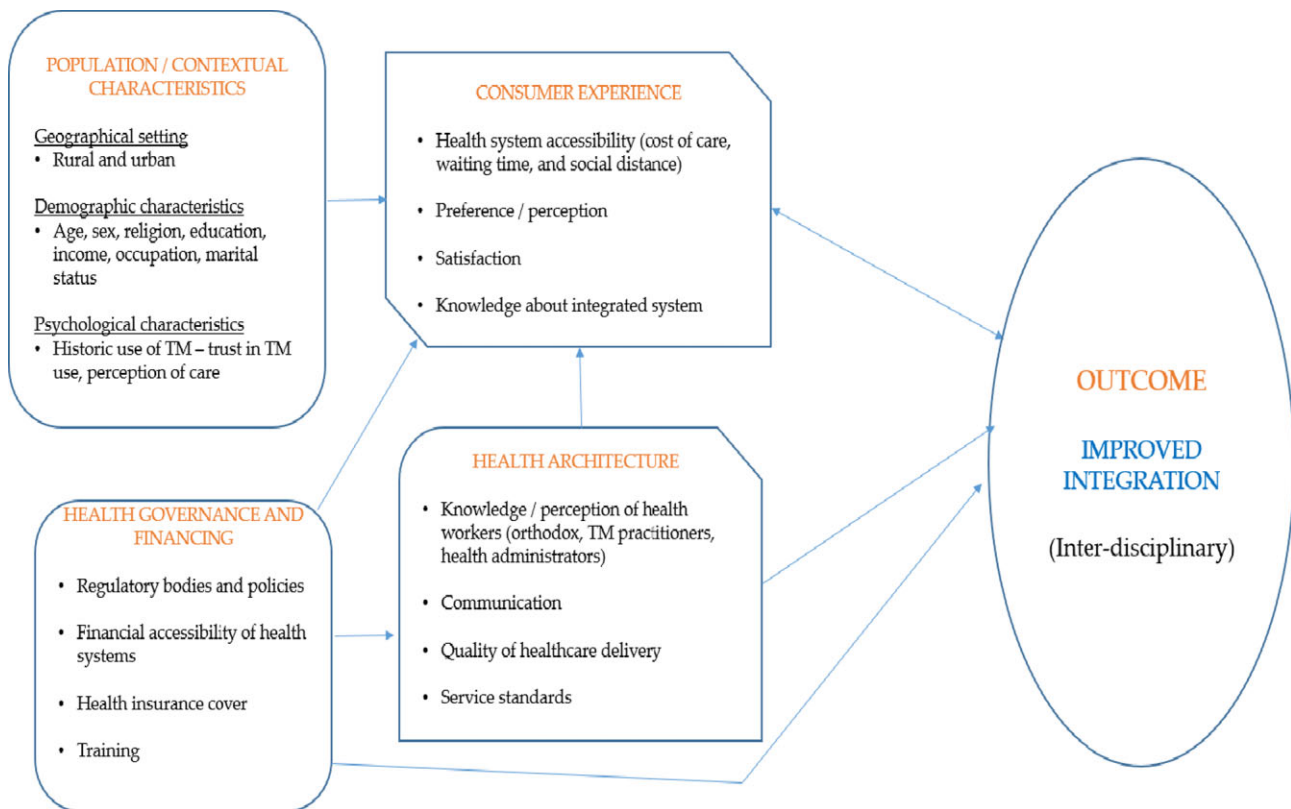 POPULATION / CONTEXTUAL
CHARACTERISTICS
Geographical setting
• Rural and urban
Demographic characteristics
• Age, sex, religion, education,
income, occupation, marital
status
Psychological characteristics
• Historic use of TM – trust in TM
use, perception of care
CONSUMER EXPERIENCE
• Health system accessibility (cost of care,
waiting time, and social distance)
• Preference / perception
• Satisfaction
• Knowledge about integrated system
HEALTH GOVERNANCE AND
FINANCING
• Regulatory bodies and policies
• Financial accessibility of health
systems
• Health insurance cover
• Training
HEALTH ARCHITECTURE
• Knowledge / perception of health
workers (orthodox, TM practitioners,
health administrators)
• Communication
• Quality of healthcare delivery
• Service standards
OUTCOME
IMPROVED
INTEGRATION
(Inter-disciplinary)